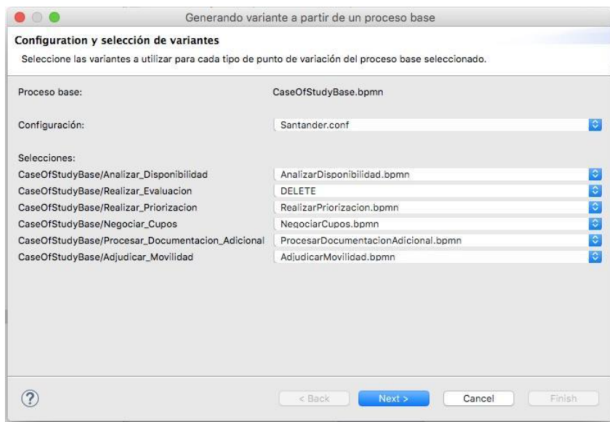 Generando variante a partir de un proceso base
Configuration y selección de variantes
Seleccione las variantes a utilizar para cada tipo de punto de variación del proceso base seleccionado.
Proceso base: CaseOfStudyBase.bpmn
Configuración: Santander.conf
Selecciones:
CaseOfStudyBase/Analizar_Disponibilidad AnalizarDisponibilidad.bpmn
CaseOfStudyBase/Realizar_Evaluacion DELETE
CaseOfStudyBase/Realizar_Priorizacion RealizarPriorizacion.bpmn
CaseOfStudyBase/Negociar_Cupos NegociarCupos.bpmn
CaseOfStudyBase/Procesar_Documentacion_Adicional ProcesarDocumentacionAdicional.bpmn
CaseOfStudyBase/Adjudicar_Movilidad AdjudicarMovilidad.bpmn
? < Back Next > Cancel Finish